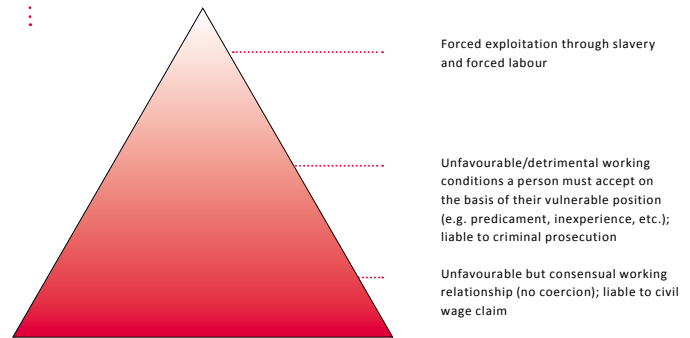 Forced exploitation through slavery
and forced labour
Unfavourable/detrimental working
conditions a person must accept on
the basis of their vulnerable position
(e.g. predicament, inexperience, etc.);
liable to criminal prosecution
Unfavourable but consensual working
relationship (no coercion); liable to civil
wage claim